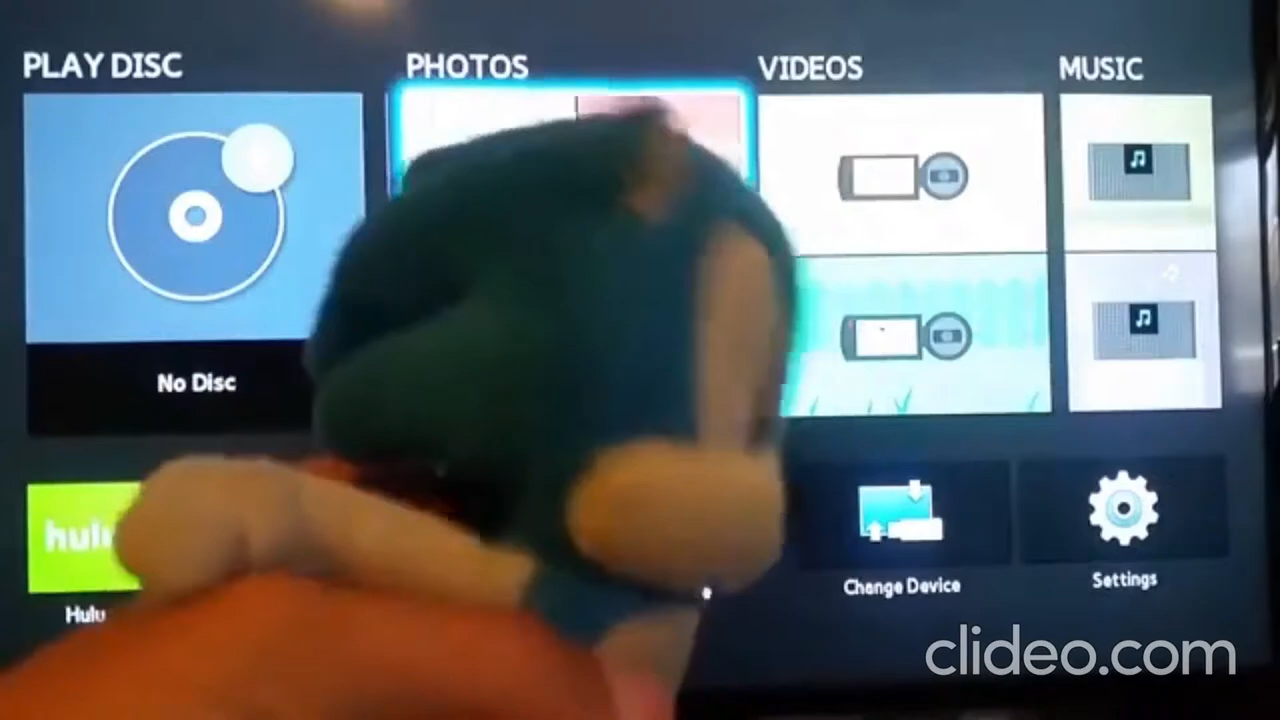 PLAY DISC
PHOTOS
VIDEOS
MUSIC
No Disc
hulu
Hulu
Change Device
Settings
clideo.com